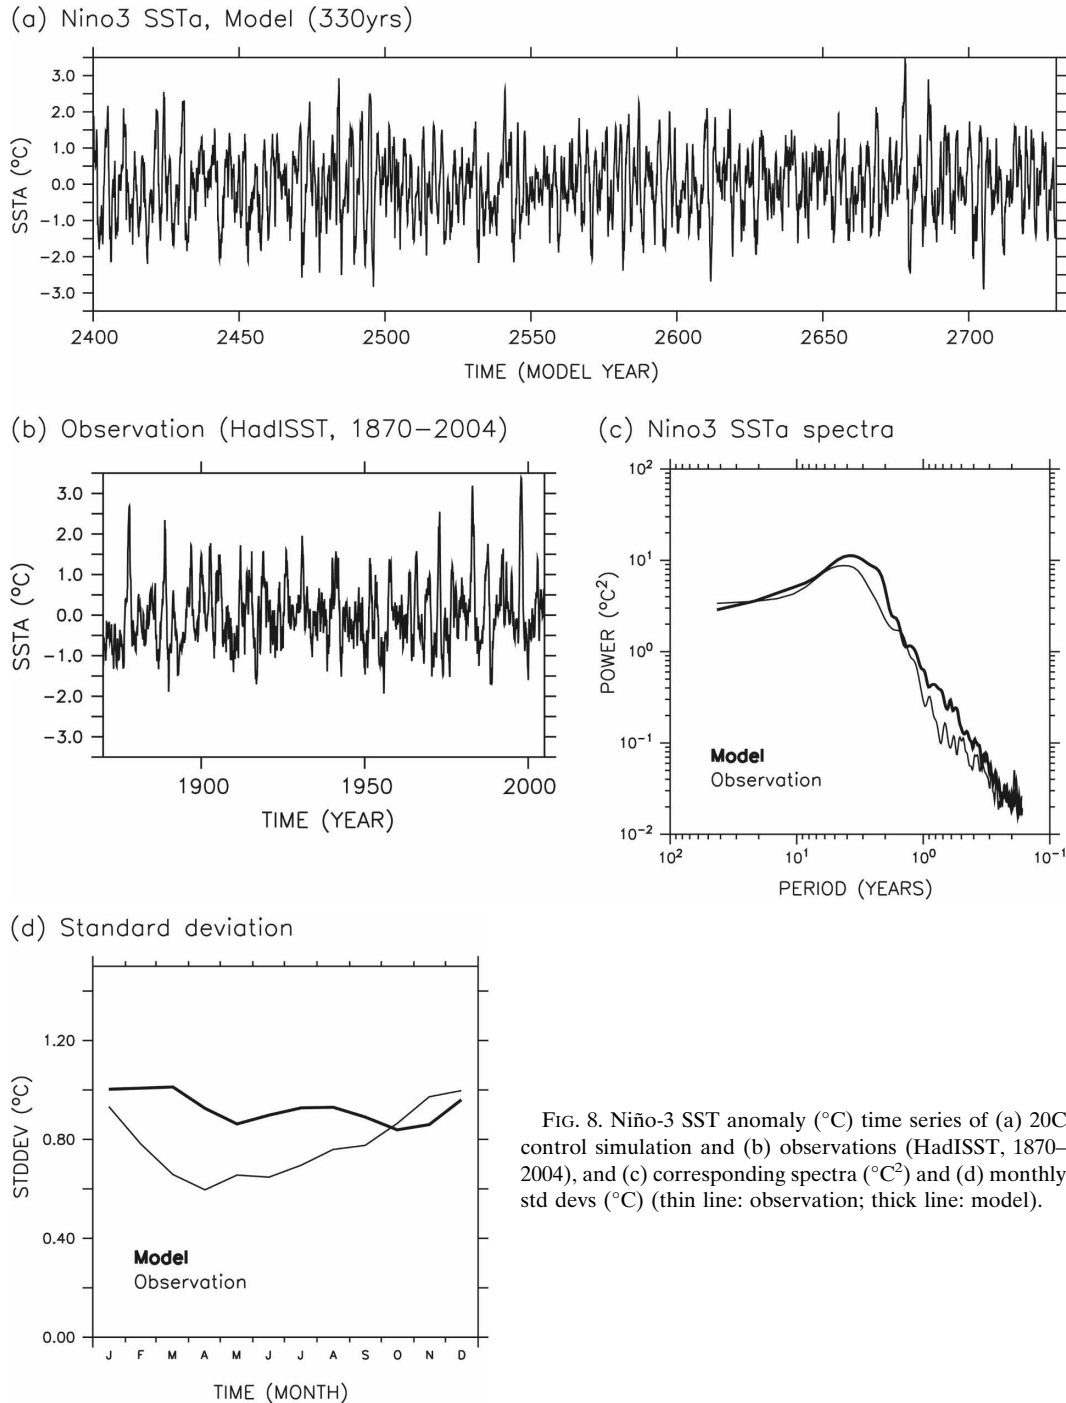 (a) Nino3 SSTa, Model (330yrs)
3.0
2.0
1.0
0.0
−1.0
−2.0
−3.0
SSTA (°C)
2400 2450 2500 2550 2600 2650 2700
TIME (MODEL YEAR)
(b) Observation (HadISST, 1870−2004)
3.0
2.0
1.0
0.0
−1.0
−2.0
−3.0
SSTA (°C)
1900 1950 2000
TIME (YEAR)
(c) Nino3 SSTa spectra
10²
10¹
10⁰
10⁻¹
10⁻²
POWER (°C²)
Model
Observation
10² 10¹ 10⁰ 10⁻¹
PERIOD (YEARS)
(d) Standard deviation
1.20
0.80
0.40
0.00
STDDEV (°C)
Model
Observation
J F M A M J J A S O N D
TIME (MONTH)
FIG. 8. Niño-3 SST anomaly (°C) time series of (a) 20C
control simulation and (b) observations (HadISST, 1870–
2004), and (c) corresponding spectra (°C²) and (d) monthly
std devs (°C) (thin line: observation; thick line: model).